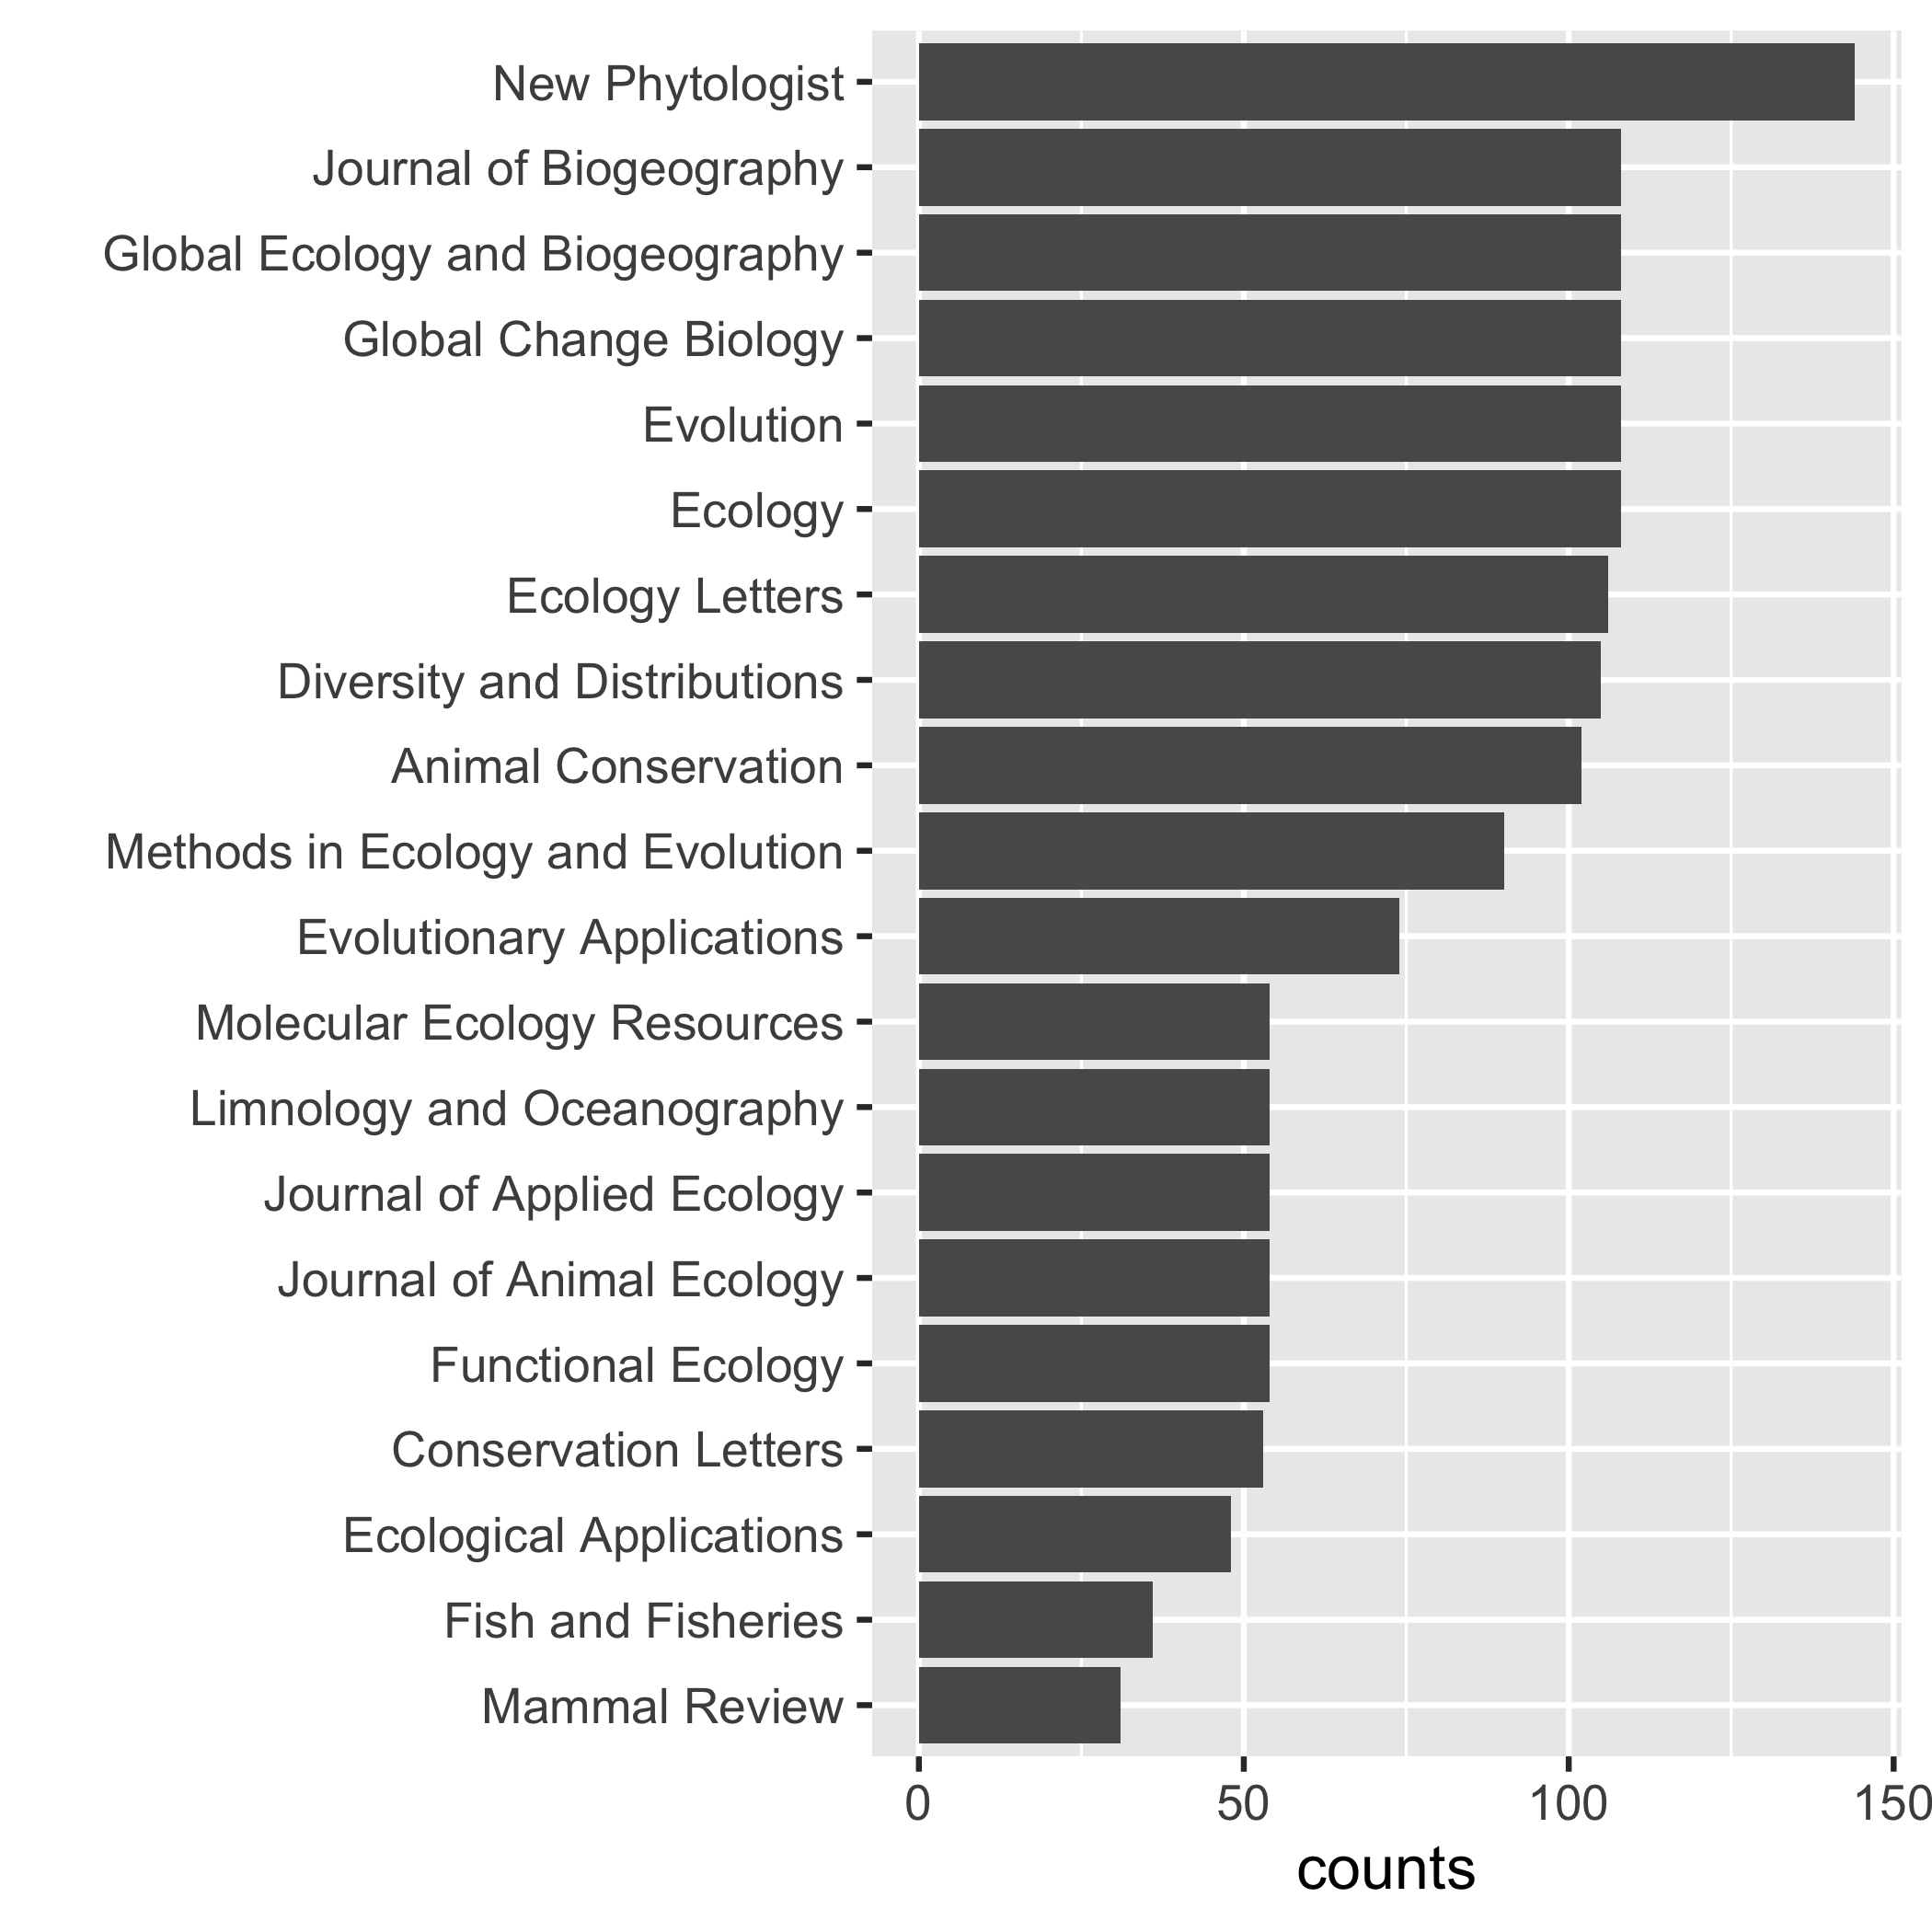 New Phytologist
Journal of Biogeography
Global Ecology and Biogeography
Global Change Biology
Evolution
Ecology
Ecology Letters
Diversity and Distributions
Animal Conservation
Methods in Ecology and Evolution
Evolutionary Applications
Molecular Ecology Resources
Limnology and Oceanography
Journal of Applied Ecology
Journal of Animal Ecology
Functional Ecology
Conservation Letters
Ecological Applications
Fish and Fisheries
Mammal Review
0 50 100 150
counts